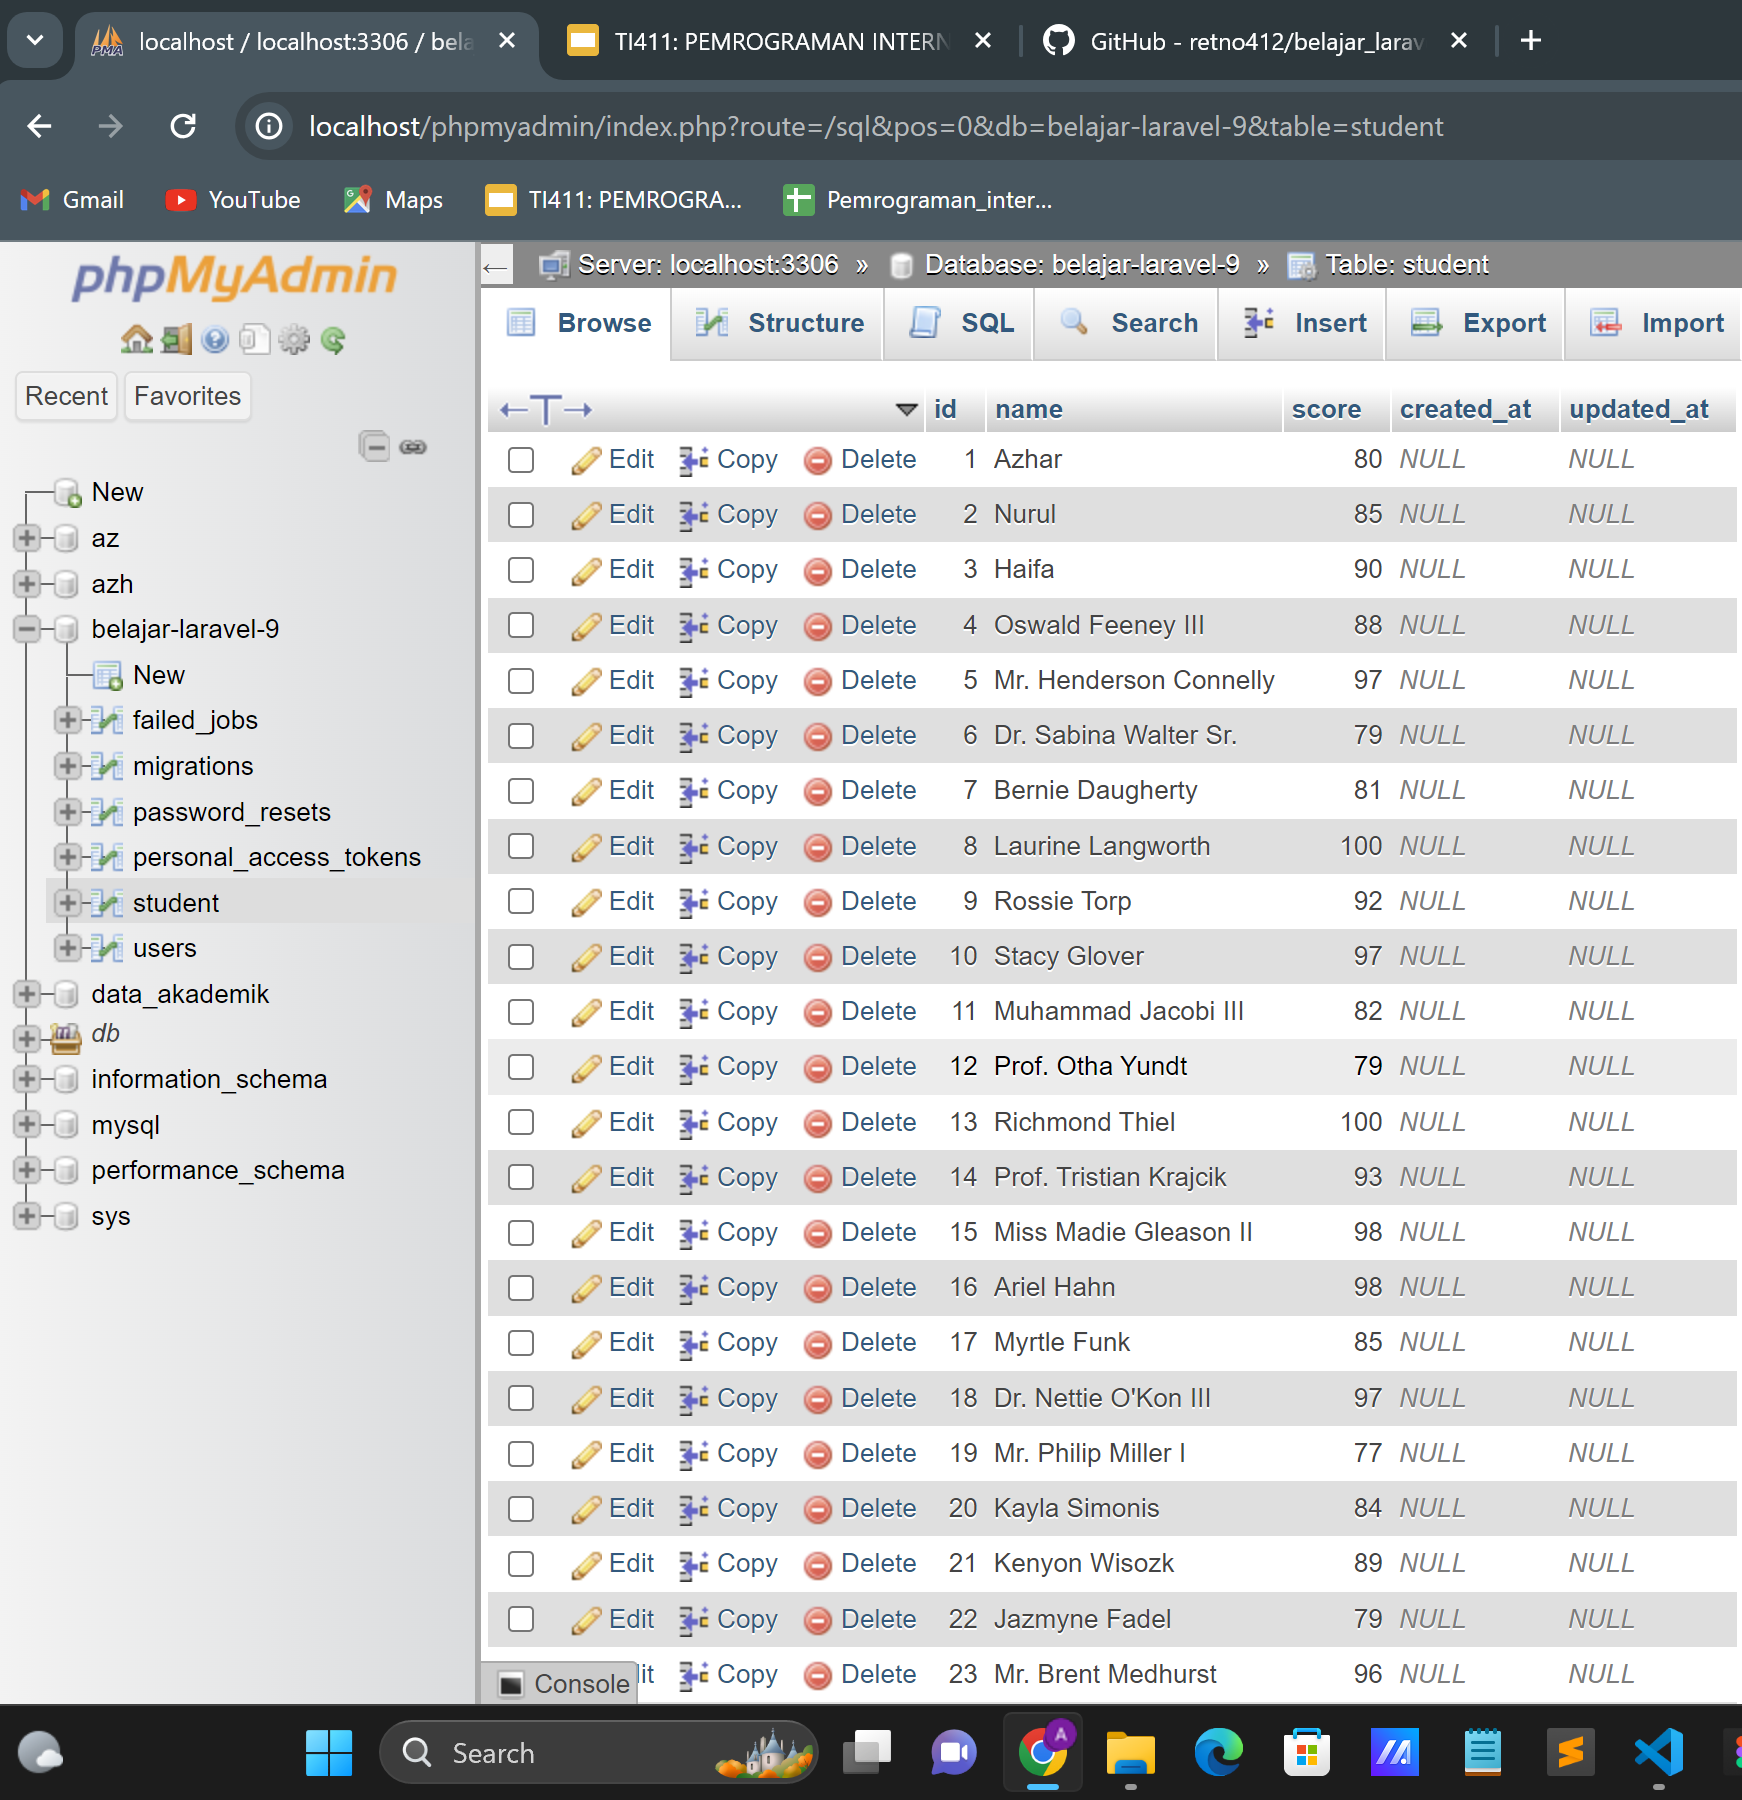 localhost / localhost:3306 / bela
TI411: PEMROGRAMAN INTERN
GitHub - retno412/belajar_larav
localhost/phpmyadmin/index.php?route=/sql&pos=0&db=belajar-laravel-9&table=student
Gmail YouTube Maps TI411: PEMROGRA... Pemrograman_inter...
phpMyAdmin
Recent Favorites
New
az
azh
belajar-laravel-9
New
failed_jobs
migrations
password_resets
personal_access_tokens
student
users
data_akademik
db
information_schema
mysql
performance_schema
sys
Server: localhost:3306 » Database: belajar-laravel-9 » Table: student
Browse Structure SQL Search Insert Export Import
id name score created_at updated_at
Edit Copy Delete 1 Azhar 80 NULL NULL
Edit Copy Delete 2 Nurul 85 NULL NULL
Edit Copy Delete 3 Haifa 90 NULL NULL
Edit Copy Delete 4 Oswald Feeney III 88 NULL NULL
Edit Copy Delete 5 Mr. Henderson Connelly 97 NULL NULL
Edit Copy Delete 6 Dr. Sabina Walter Sr. 79 NULL NULL
Edit Copy Delete 7 Bernie Daugherty 81 NULL NULL
Edit Copy Delete 8 Laurine Langworth 100 NULL NULL
Edit Copy Delete 9 Rossie Torp 92 NULL NULL
Edit Copy Delete 10 Stacy Glover 97 NULL NULL
Edit Copy Delete 11 Muhammad Jacobi III 82 NULL NULL
Edit Copy Delete 12 Prof. Otha Yundt 79 NULL NULL
Edit Copy Delete 13 Richmond Thiel 100 NULL NULL
Edit Copy Delete 14 Prof. Tristian Krajcik 93 NULL NULL
Edit Copy Delete 15 Miss Madie Gleason II 98 NULL NULL
Edit Copy Delete 16 Ariel Hahn 98 NULL NULL
Edit Copy Delete 17 Myrtle Funk 85 NULL NULL
Edit Copy Delete 18 Dr. Nettie O'Kon III 97 NULL NULL
Edit Copy Delete 19 Mr. Philip Miller I 77 NULL NULL
Edit Copy Delete 20 Kayla Simonis 84 NULL NULL
Edit Copy Delete 21 Kenyon Wisozk 89 NULL NULL
Edit Copy Delete 22 Jazmyne Fadel 79 NULL NULL
Console it Copy Delete 23 Mr. Brent Medhurst 96 NULL NULL
Search